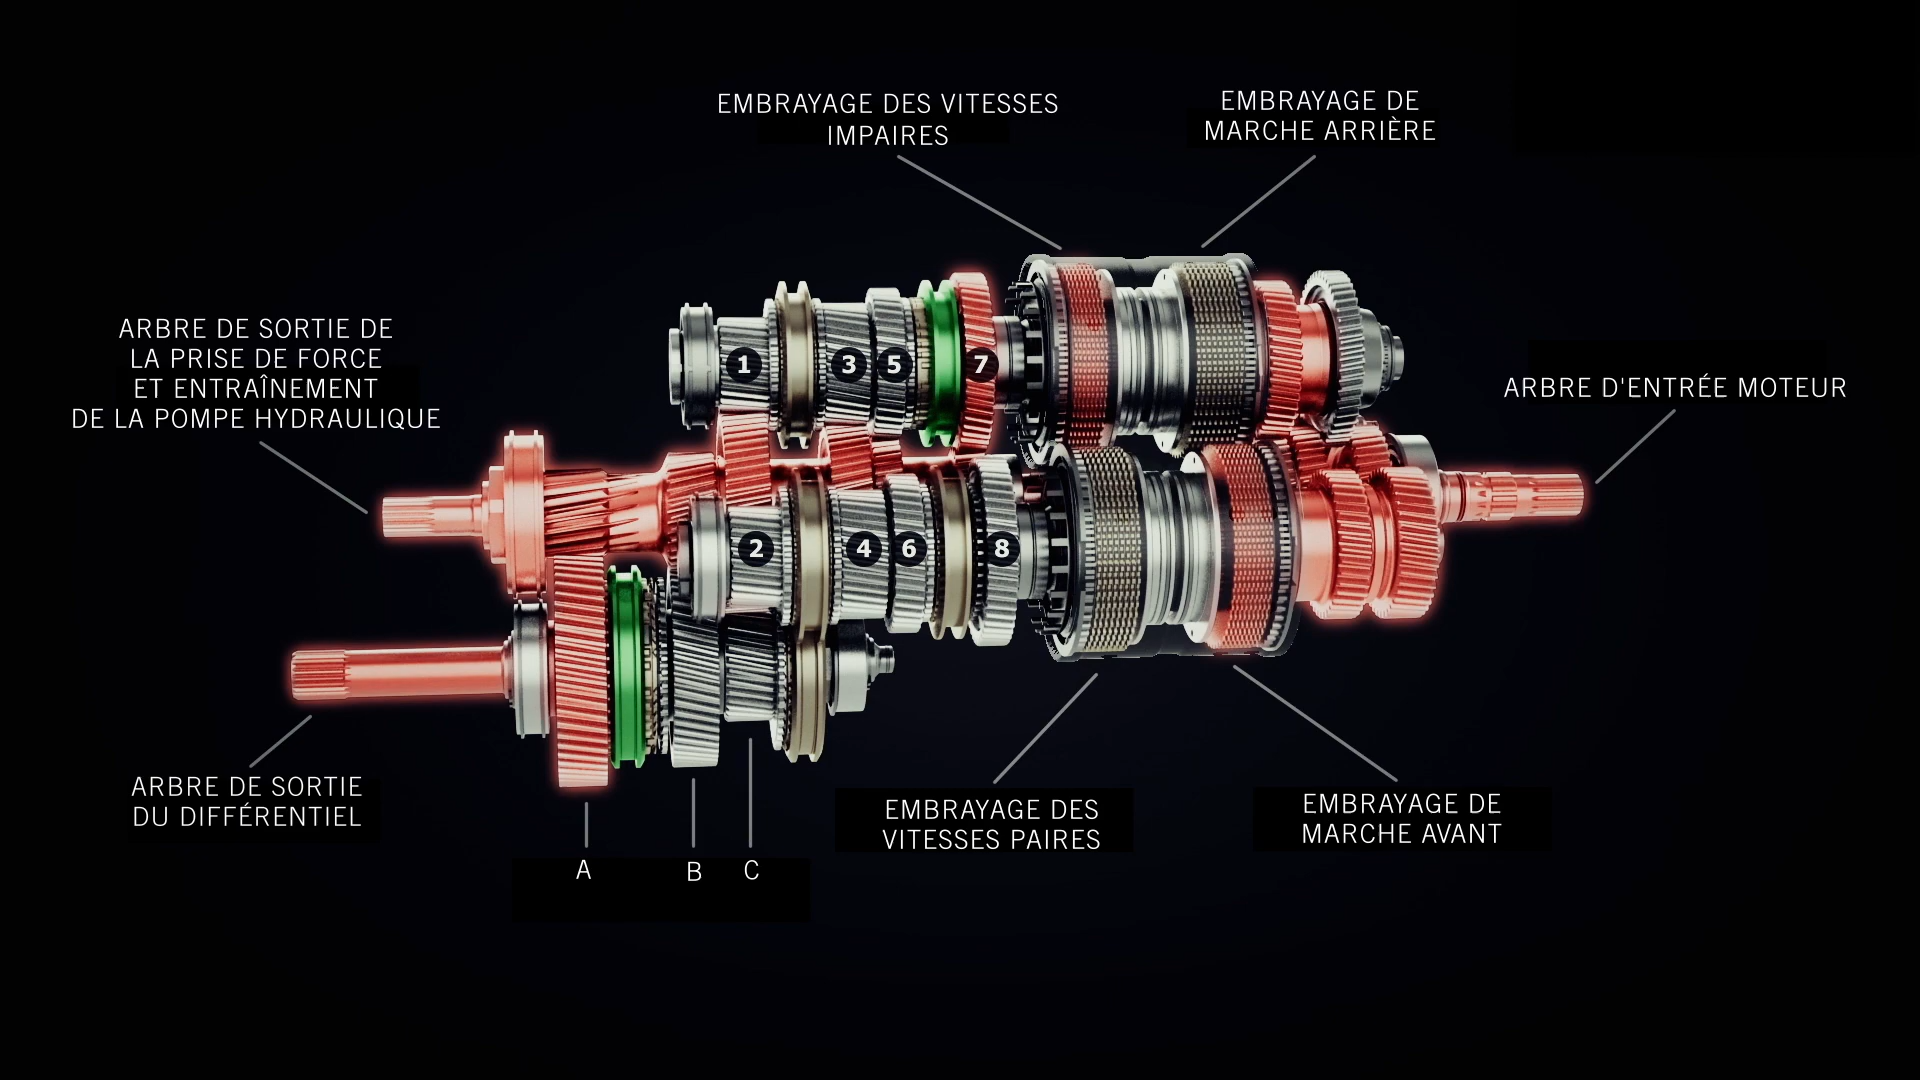 EMBRAYAGE DES VITESSES
IMPAIRES
EMBRAYAGE DE
MARCHE ARRIÈRE
ARBRE DE SORTIE DE
LA PRISE DE FORCE
ET ENTRAÎNEMENT
DE LA POMPE HYDRAULIQUE
ARBRE D'ENTRÉE MOTEUR
1
3
5
7
2
4
6
8
ARBRE DE SORTIE
DU DIFFÉRENTIEL
EMBRAYAGE DES
VITESSES PAIRES
EMBRAYAGE DE
MARCHE AVANT
A
B
C